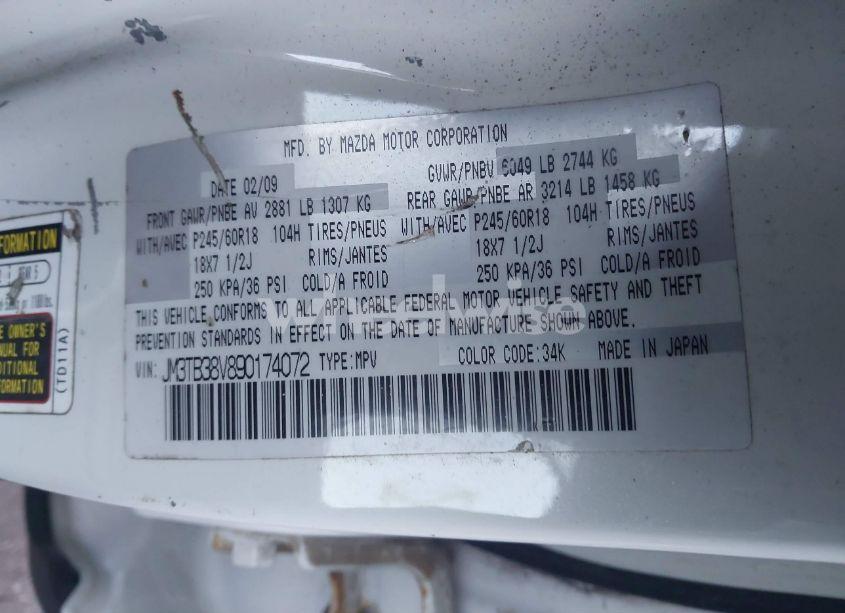 MFD. BY MAZDA MOTOR CORPORATION
DATE 02/09 GVWR/PNBV 6049 LB 2744 KG
FRONT GAWR/PNBE AV 2881 LB 1307 KG REAR GAWR/PNBE AR 3214 LB 1458 KG
WITH/AVEC P245/60R18 104H TIRES/PNEUS WITH/AVEC P245/60R18 104H TIRES/PNEUS
18X7 1/2J RIMS/JANTES 18X7 1/2J RIMS/JANTES
250 KPA/36 PSI COLD/A FROID 250 KPA/36 PSI COLD/A FROID
THIS VEHICLE CONFORMS TO ALL APPLICABLE FEDERAL MOTOR VEHICLE SAFETY AND THEFT
PREVENTION STANDARDS IN EFFECT ON THE DATE OF MANUFACTURE SHOWN ABOVE.
VIN: JM3TB38V890174072 TYPE:MPV COLOR CODE:34K MADE IN JAPAN
FORMATION
REAR 5
OWNER'S
FOR
(TD11A)